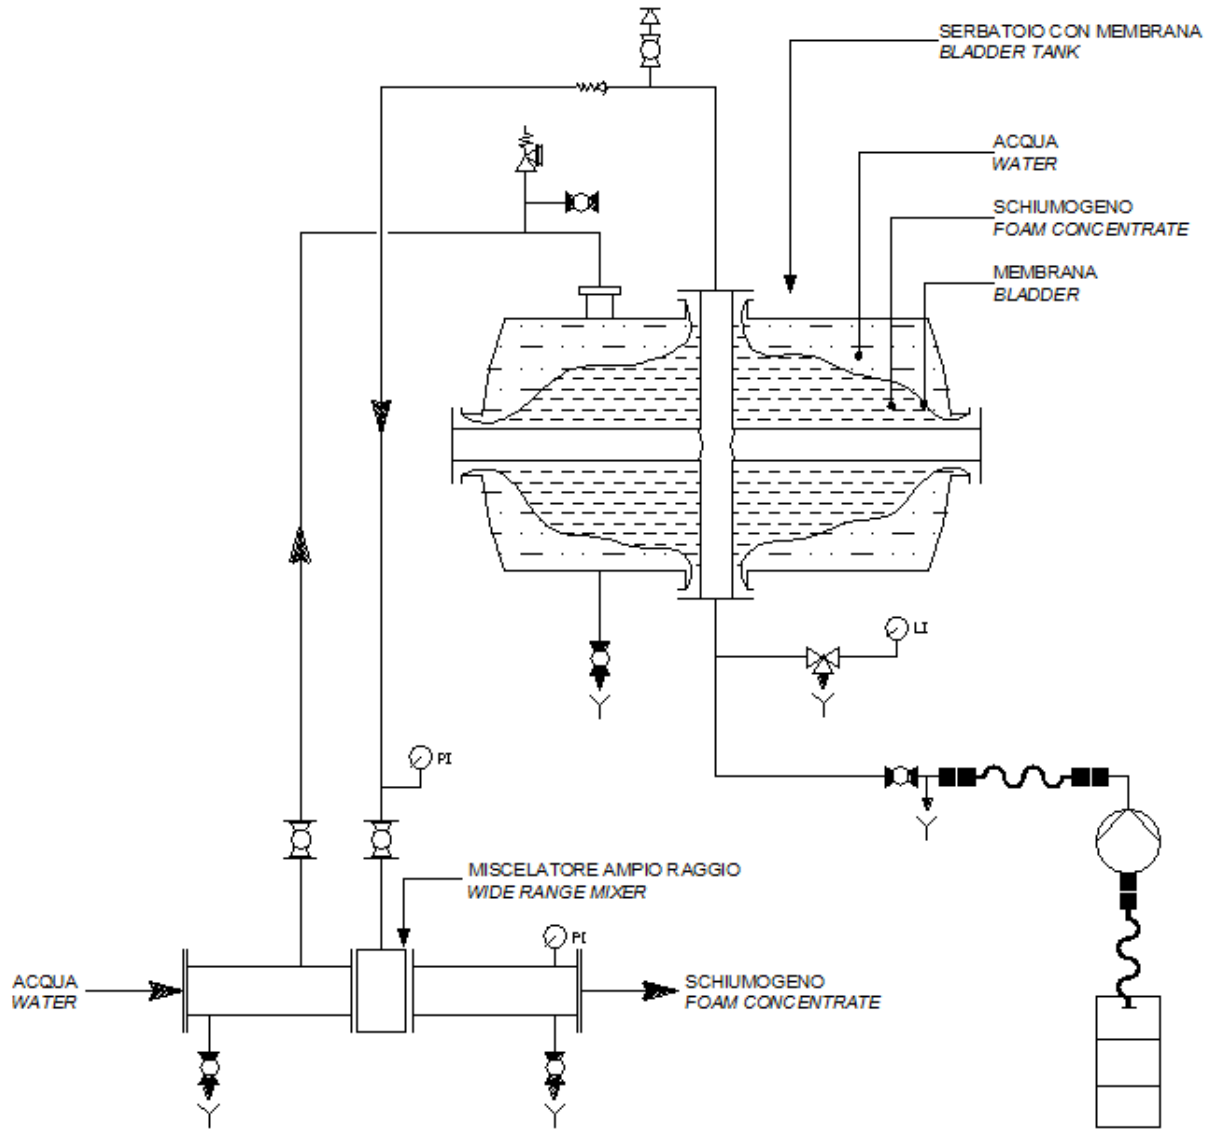 SERBATOIO CON MEMBRANA
BLADDER TANK
ACQUA
WATER
SCHIUMOGENO
FOAM CONCENTRATE
MEMBRANA
BLADDER
LI
PI
MISCELATORE AMPIO RAGGIO
WIDE RANGE MIXER
PI
ACQUA
WATER
SCHIUMOGENO
FOAM CONCENTRATE